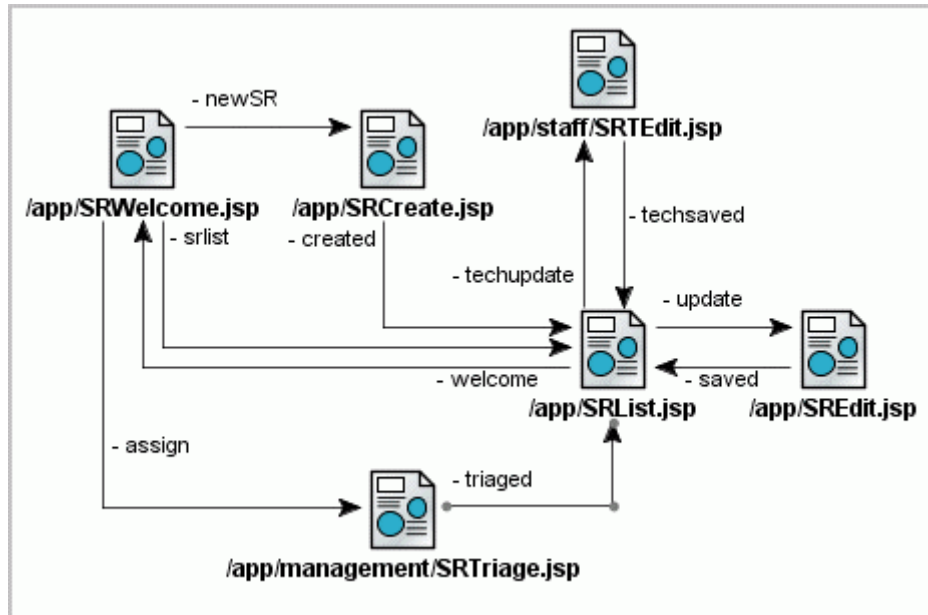 - newSR
/app/staff/SRTEdit.jsp
/app/SRWelcome.jsp
/app/SRCreate.jsp
- srlist
- created
- techsaved
- techupdate
- update
- welcome
- saved
/app/SRList.jsp
/app/SREdit.jsp
- assign
- triaged
/app/management/SRTriage.jsp